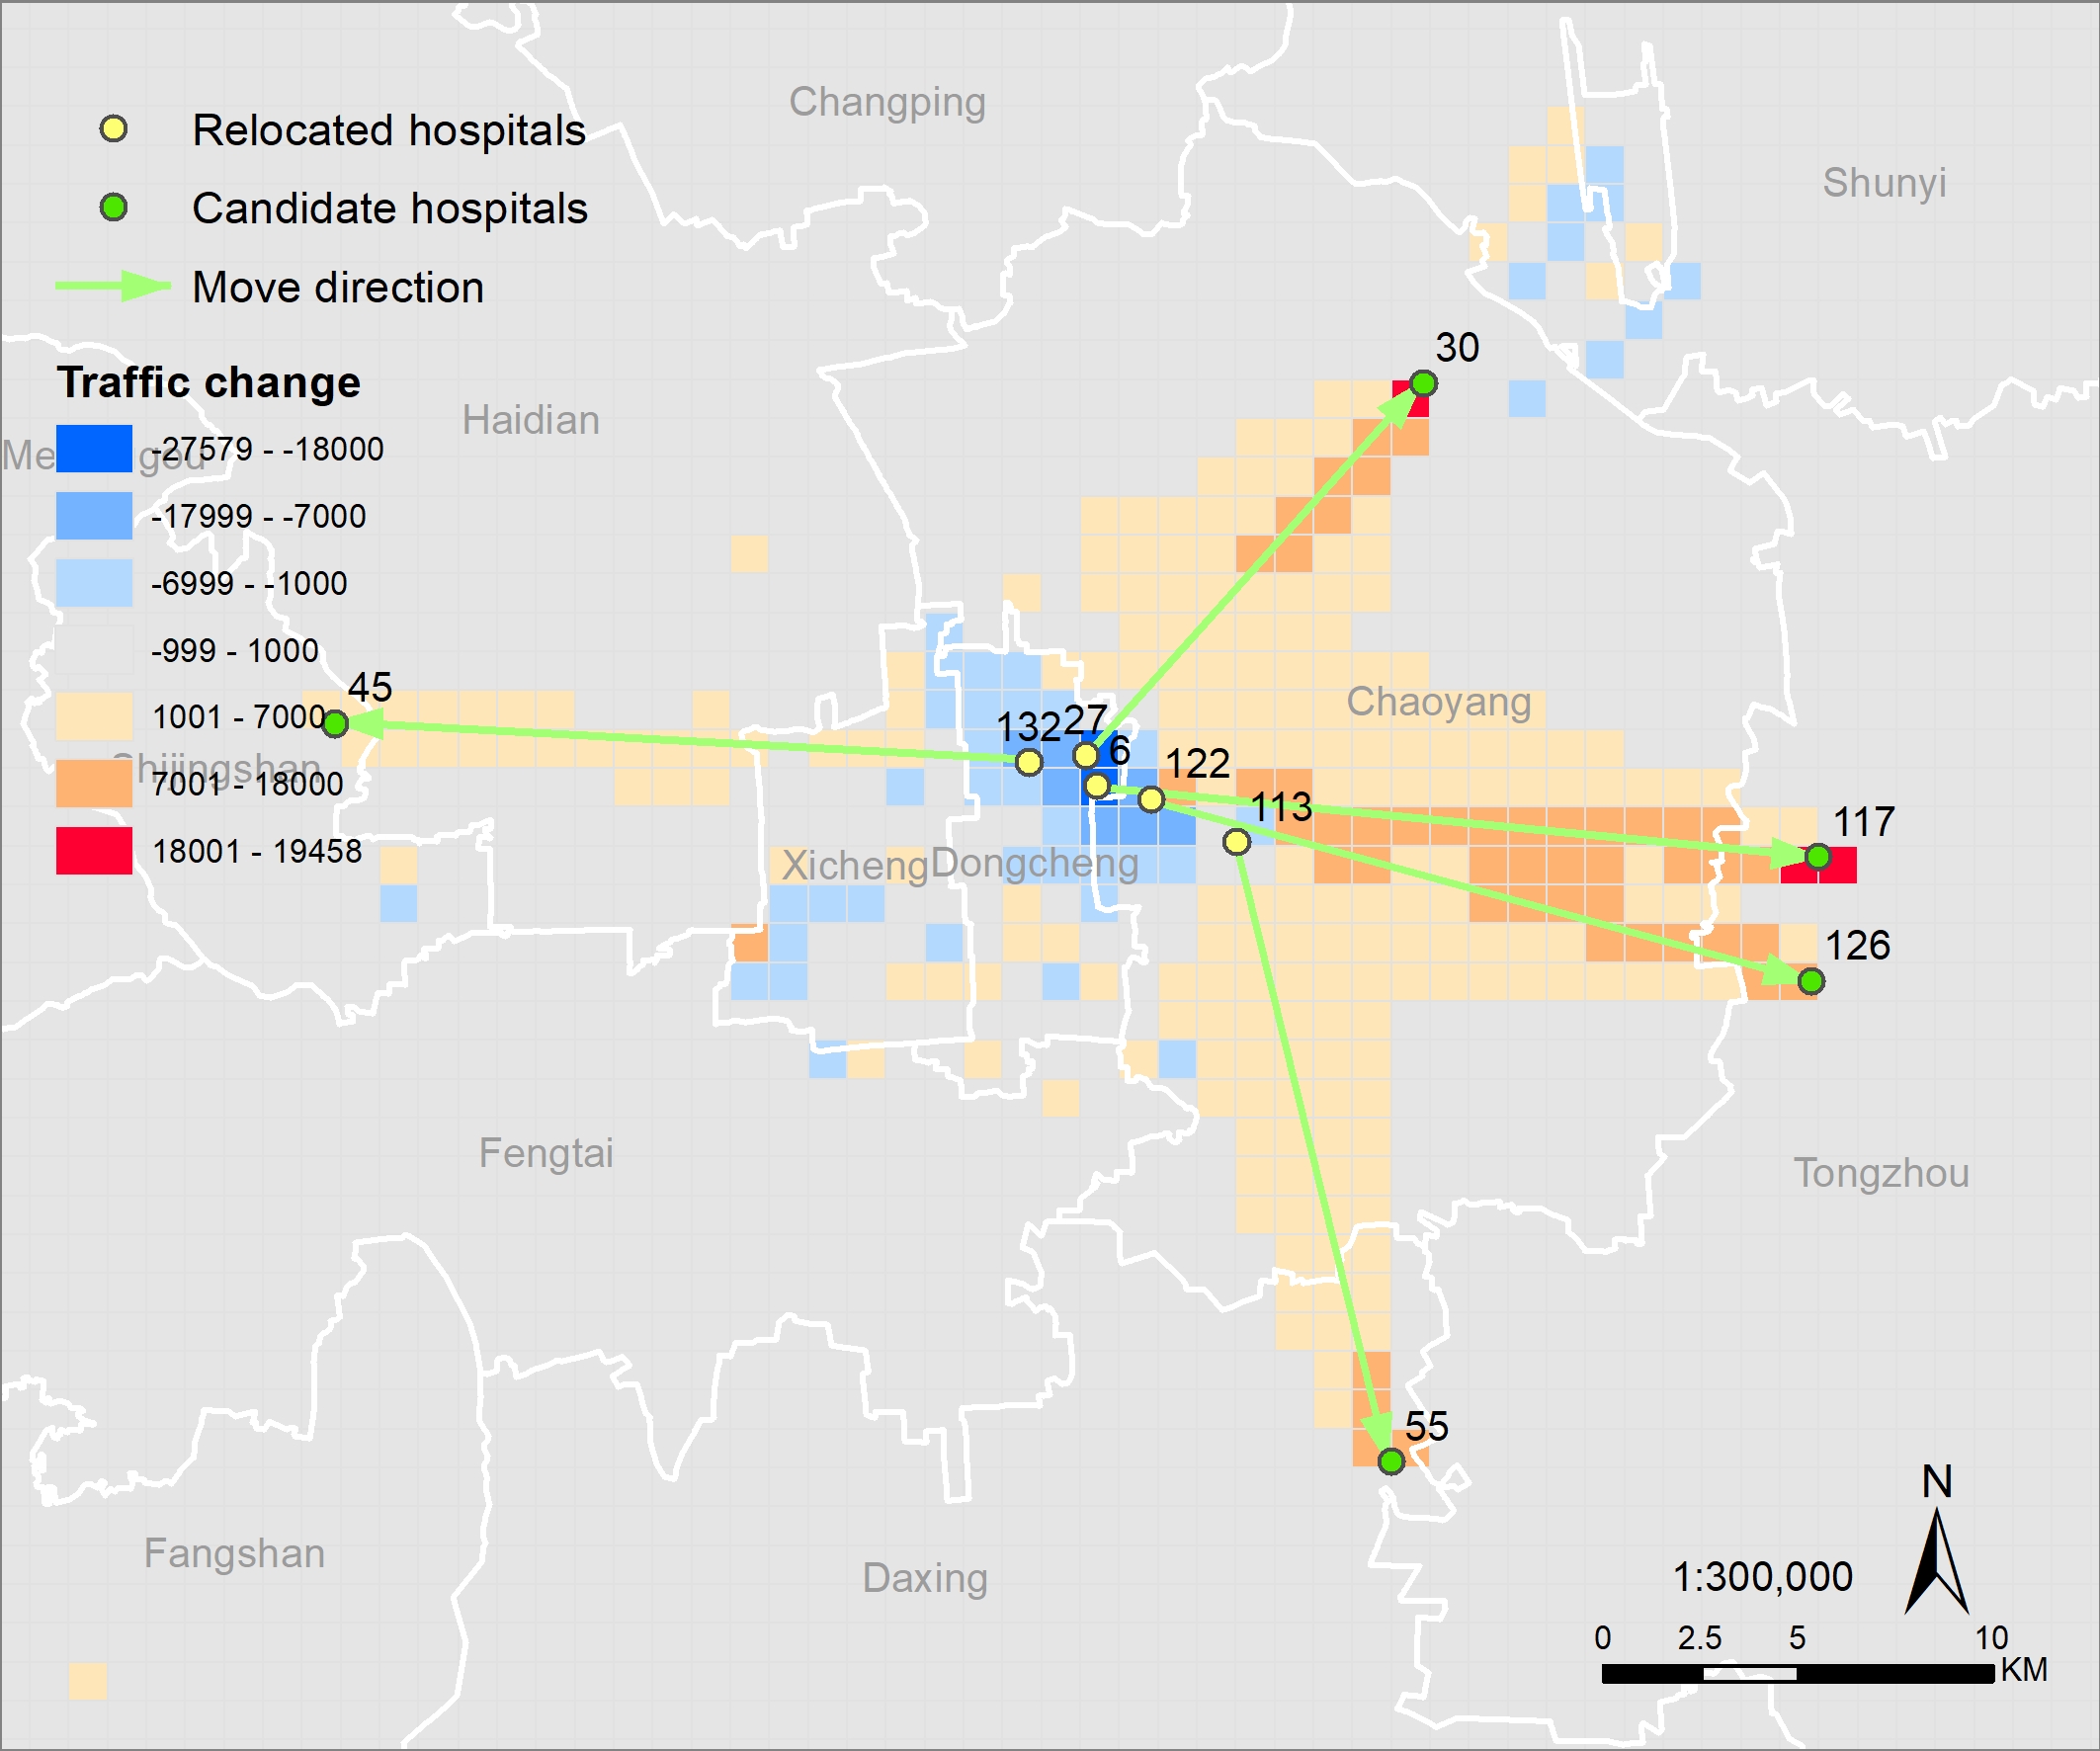 Changping
Relocated hospitals
Shunyi
Candidate hospitals
Move direction
30
Traffic change
Haidian
-27579 - -18000
-17999 - -7000
-6999 - -1000
-999 - 1000
45
1001 - 7000
Chaoyang
132
27
6
122
Shijingshan
7001 - 18000
113
117
18001 - 19458
Xicheng
Dongcheng
126
Fengtai
Tongzhou
55
N
Fangshan
Daxing
1:300,000
0 2.5 5 10
KM